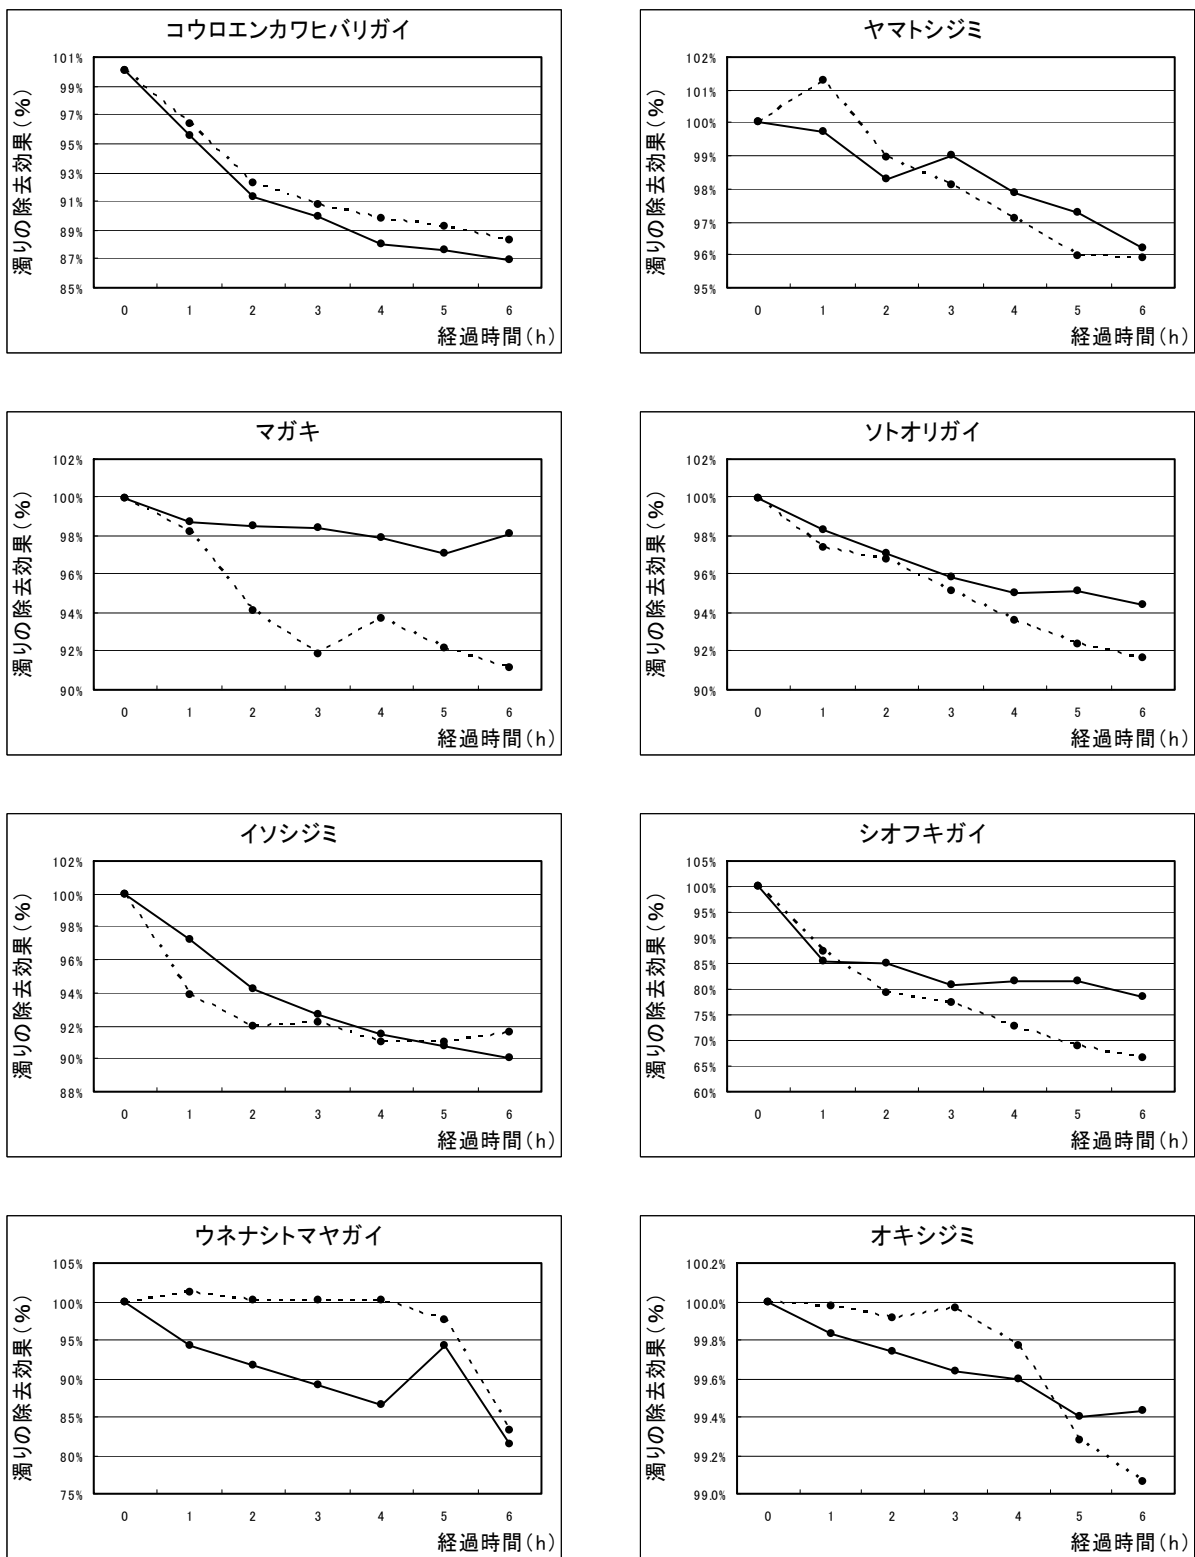 コウロエンカワヒバリガイ
濁りの除去効果(%)
101%
99%
97%
95%
93%
91%
89%
87%
85%
0 1 2 3 4 5 6
経過時間(h)
ヤマトシジミ
濁りの除去効果(%)
102%
101%
100%
99%
98%
97%
96%
95%
0 1 2 3 4 5 6
経過時間(h)
マガキ
濁りの除去効果(%)
102%
100%
98%
96%
94%
92%
90%
0 1 2 3 4 5 6
経過時間(h)
ソトオリガイ
濁りの除去効果(%)
102%
100%
98%
96%
94%
92%
90%
0 1 2 3 4 5 6
経過時間(h)
イソシジミ
濁りの除去効果(%)
102%
100%
98%
96%
94%
92%
90%
88%
0 1 2 3 4 5 6
経過時間(h)
シオフキガイ
濁りの除去効果(%)
105%
100%
95%
90%
85%
80%
75%
70%
65%
60%
0 1 2 3 4 5 6
経過時間(h)
ウネナシトマヤガイ
濁りの除去効果(%)
105%
100%
95%
90%
85%
80%
75%
0 1 2 3 4 5 6
経過時間(h)
オキシジミ
濁りの除去効果(%)
100.2%
100.0%
99.8%
99.6%
99.4%
99.2%
99.0%
0 1 2 3 4 5 6
経過時間(h)